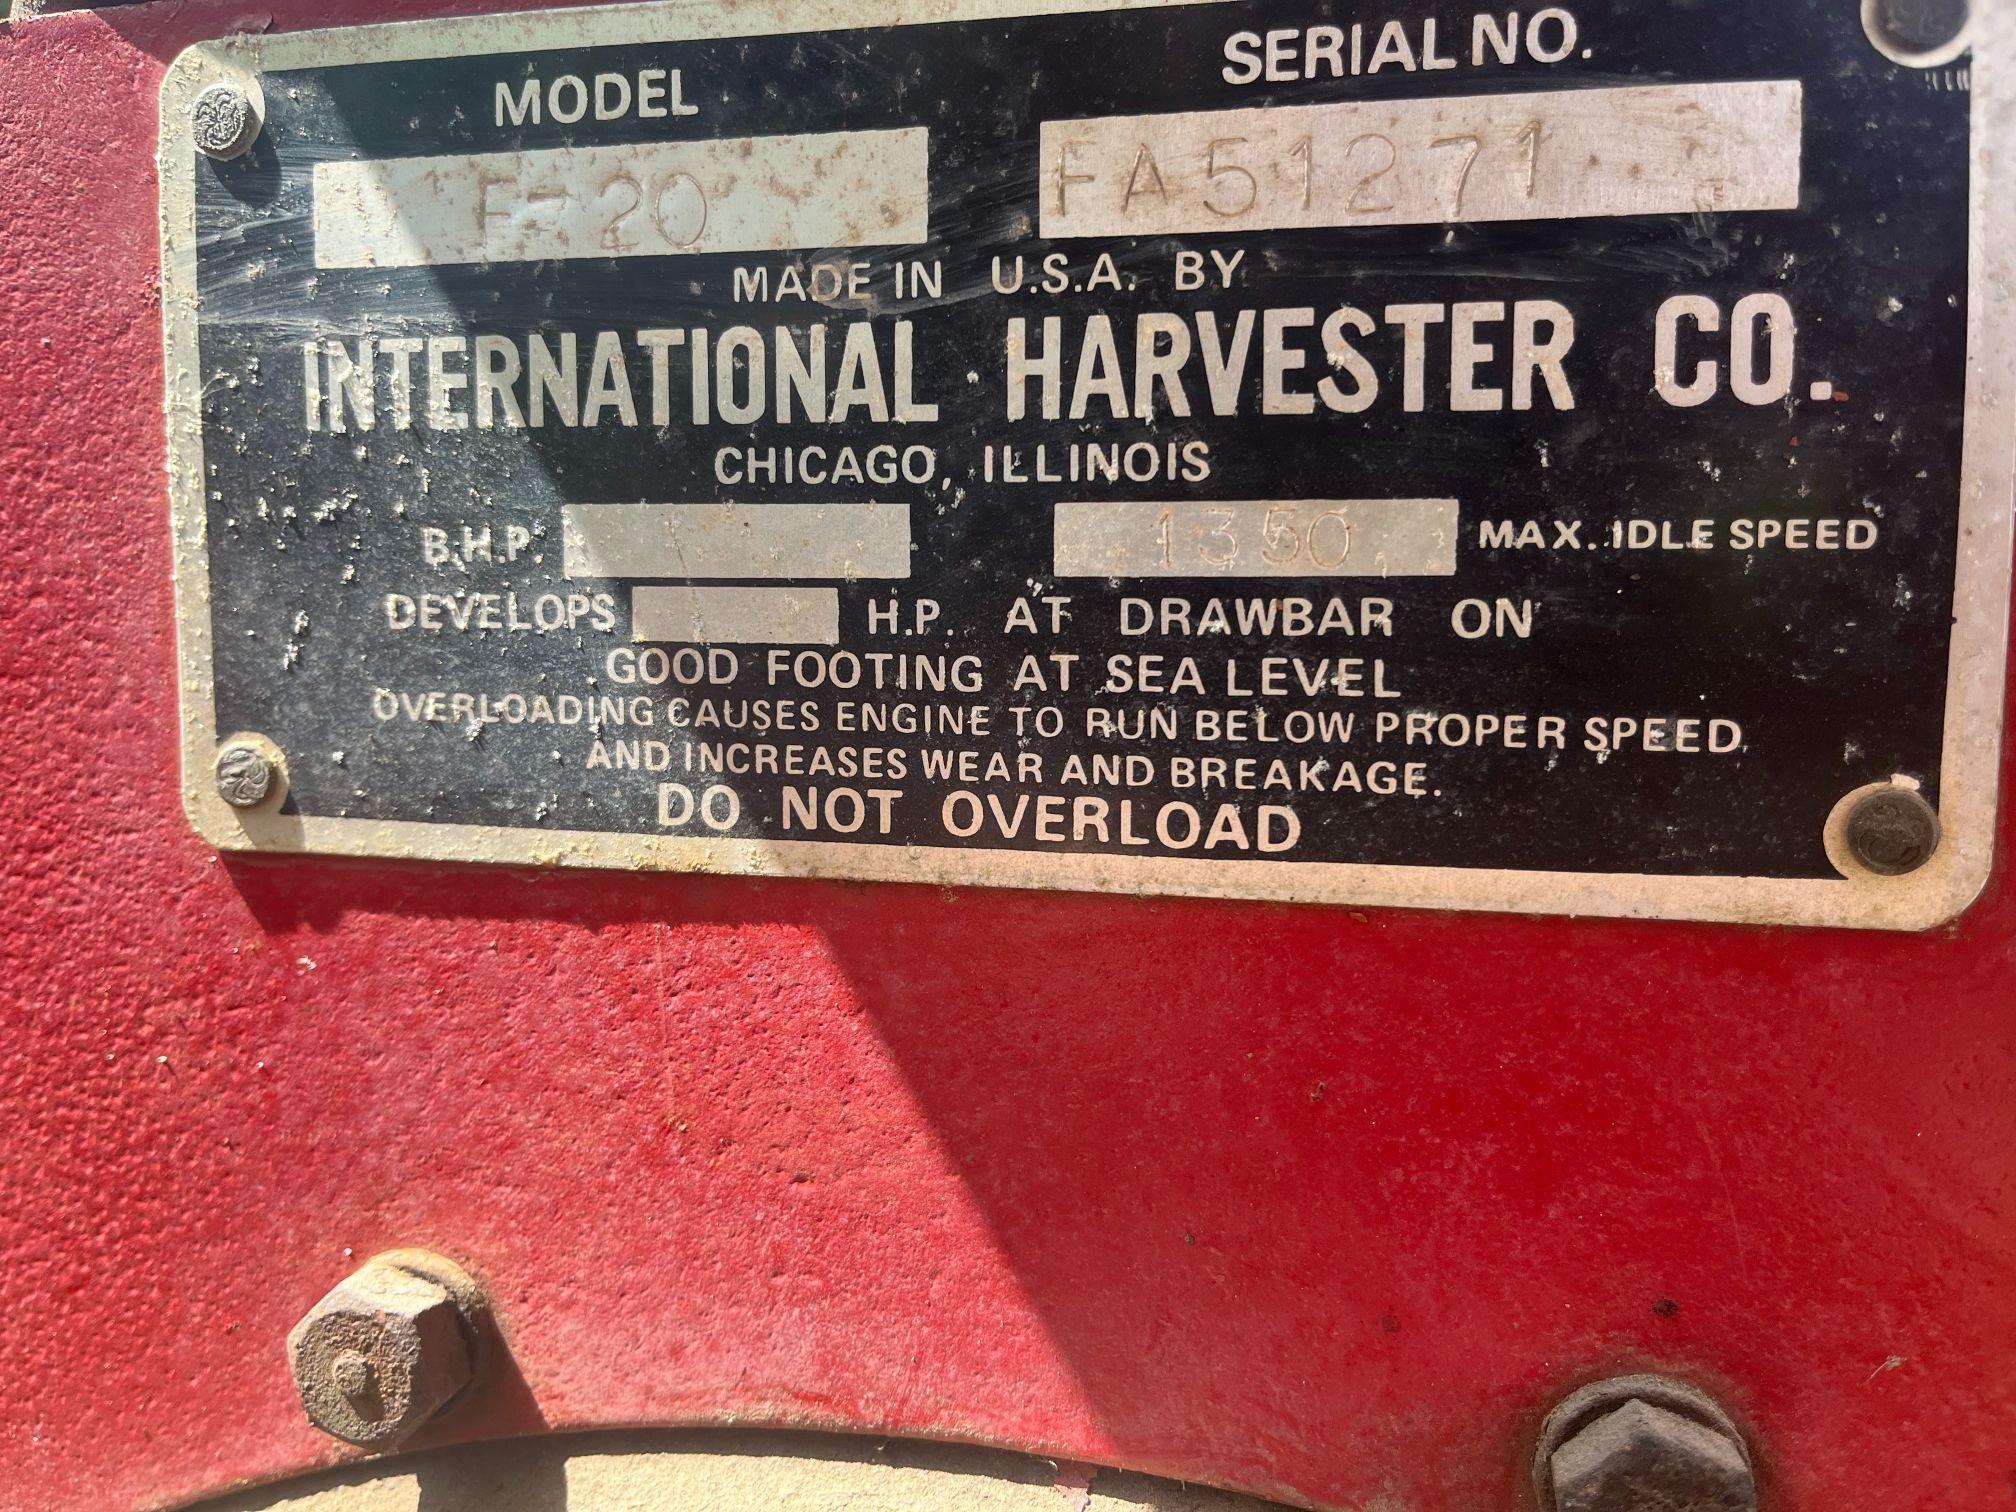 MODEL SERIAL NO.
F-20 FA51271
MADE IN U.S.A. BY
INTERNATIONAL HARVESTER CO.
CHICAGO, ILLINOIS
B.H.P. 1350 MAX. IDLE SPEED
DEVELOPS H.P. AT DRAWBAR ON
GOOD FOOTING AT SEA LEVEL
OVERLOADING CAUSES ENGINE TO RUN BELOW PROPER SPEED
AND INCREASES WEAR AND BREAKAGE.
DO NOT OVERLOAD